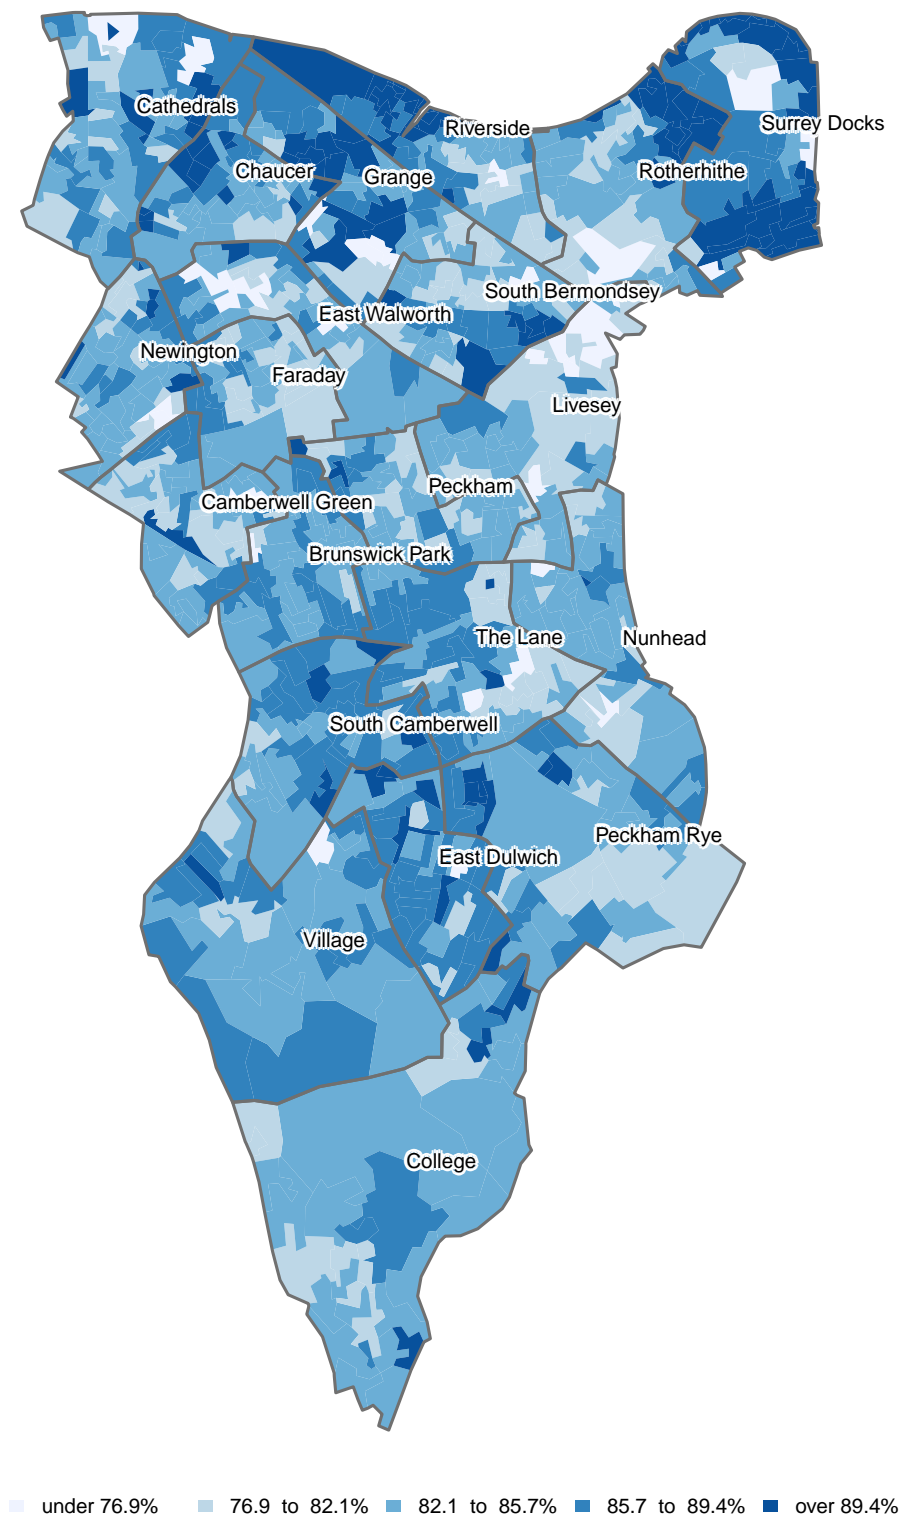 Cathedrals
Riverside
Surrey Docks
Chaucer
Grange
Rotherhithe
South Bermondsey
East Walworth
Newington
Faraday
Livesey
Peckham
Camberwell Green
Brunswick Park
The Lane
Nunhead
South Camberwell
Peckham Rye
East Dulwich
Village
College
under 76.9% 76.9 to 82.1% 82.1 to 85.7% 85.7 to 89.4% over 89.4%